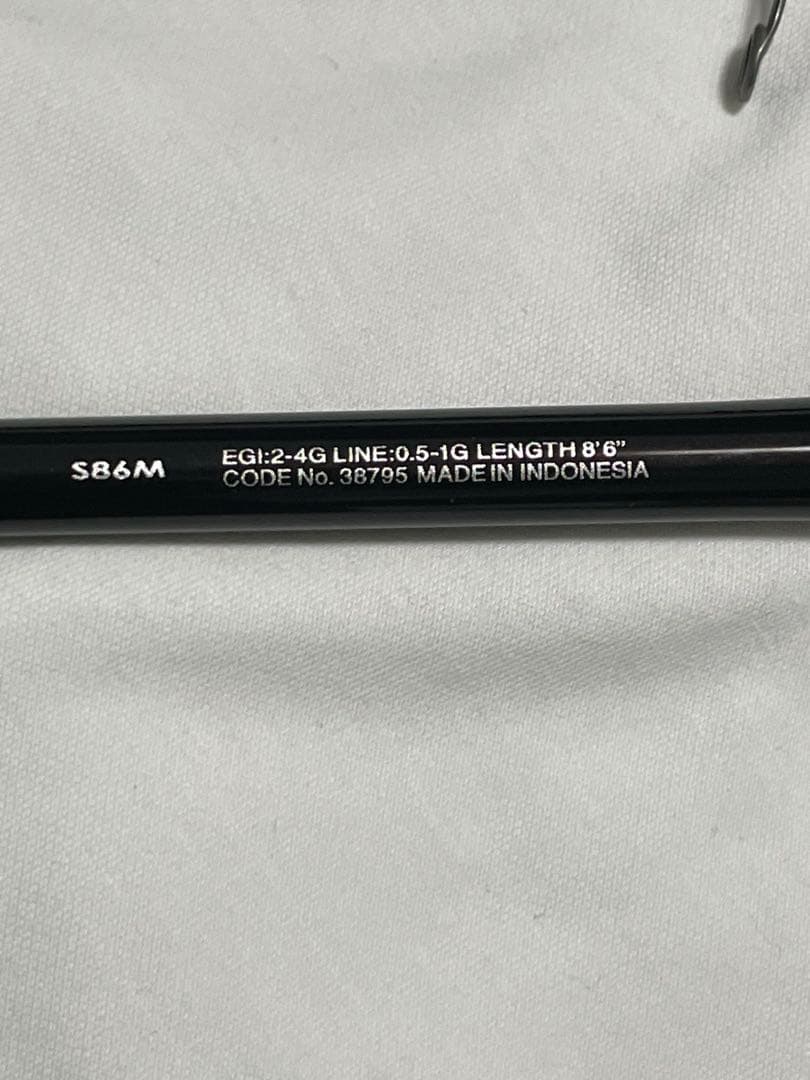 S86M
EGI:2-4G LINE:0.5-1G LENGTH 8'6”
CODE No. 38795 MADE IN INDONESIA